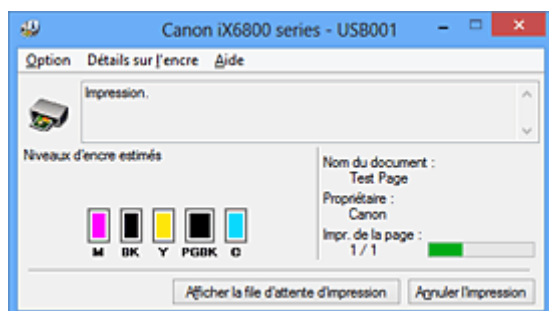 Canon iX6800 series - USB001
Option Détails sur l'encre Aide
Impression.
Niveaux d'encre estimés
M BK Y PGBK C
Nom du document :
Test Page
Propriétaire :
Canon
Impr. de la page :
1 / 1
Afficher la file d'attente d'impression Annuler l'impression